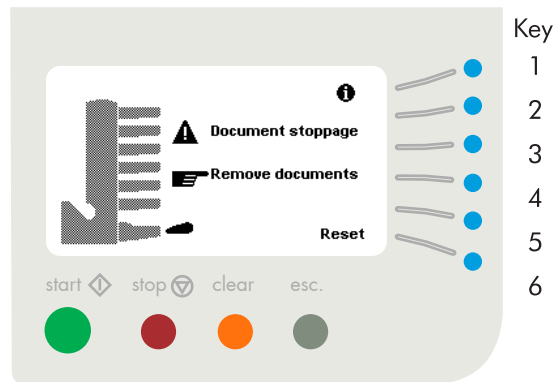 Key
1
Document stoppage
2
Remove documents
3
4
Reset
5
6
start stop clear esc.